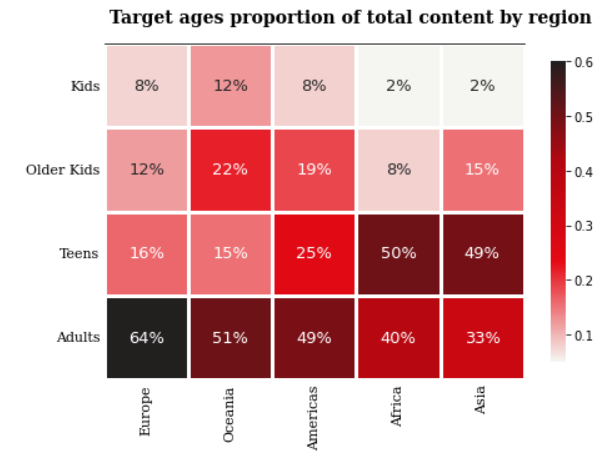 Target ages proportion of total content by region
Kids 8% 12% 8% 2% 2%
Older Kids 12% 22% 19% 8% 15%
Teens 16% 15% 25% 50% 49%
Adults 64% 51% 49% 40% 33%
Europe Oceania Americas Africa Asia
0.6
0.5
0.4
0.3
0.2
0.1